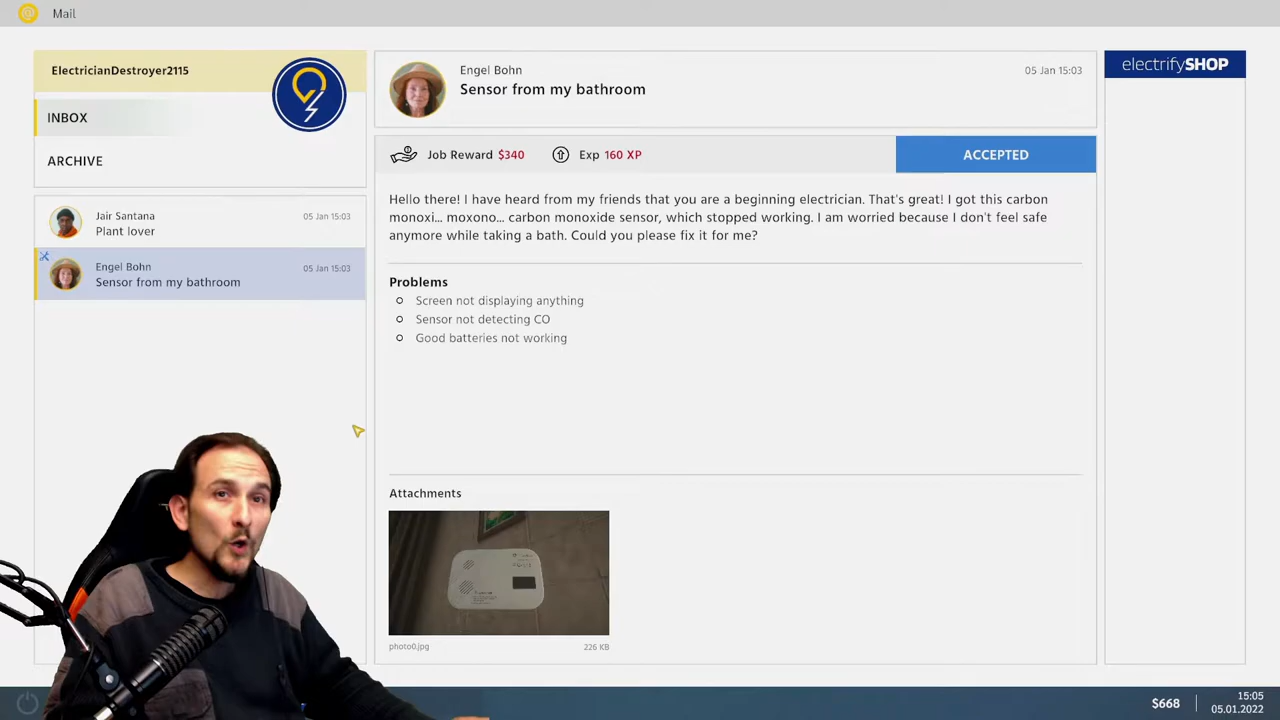 Mail
ElectricianDestroyer2115
INBOX
ARCHIVE
Jair Santana
05 Jan 15:03
Plant lover
Engel Bohn
05 Jan 15:03
Sensor from my bathroom
Engel Bohn
05 Jan 15:03
Sensor from my bathroom
Job Reward $340
Exp 160 XP
ACCEPTED
Hello there! I have heard from my friends that you are a beginning electrician. That's great! I got this carbon
monoxi... moxono... carbon monoxide sensor, which stopped working. I am worried because I don't feel safe
anymore while taking a bath. Could you please fix it for me?
Problems
Screen not displaying anything
Sensor not detecting CO
Good batteries not working
Attachments
photo0.jpg
226 KB
electrifySHOP
$668
15:05
05.01.2022